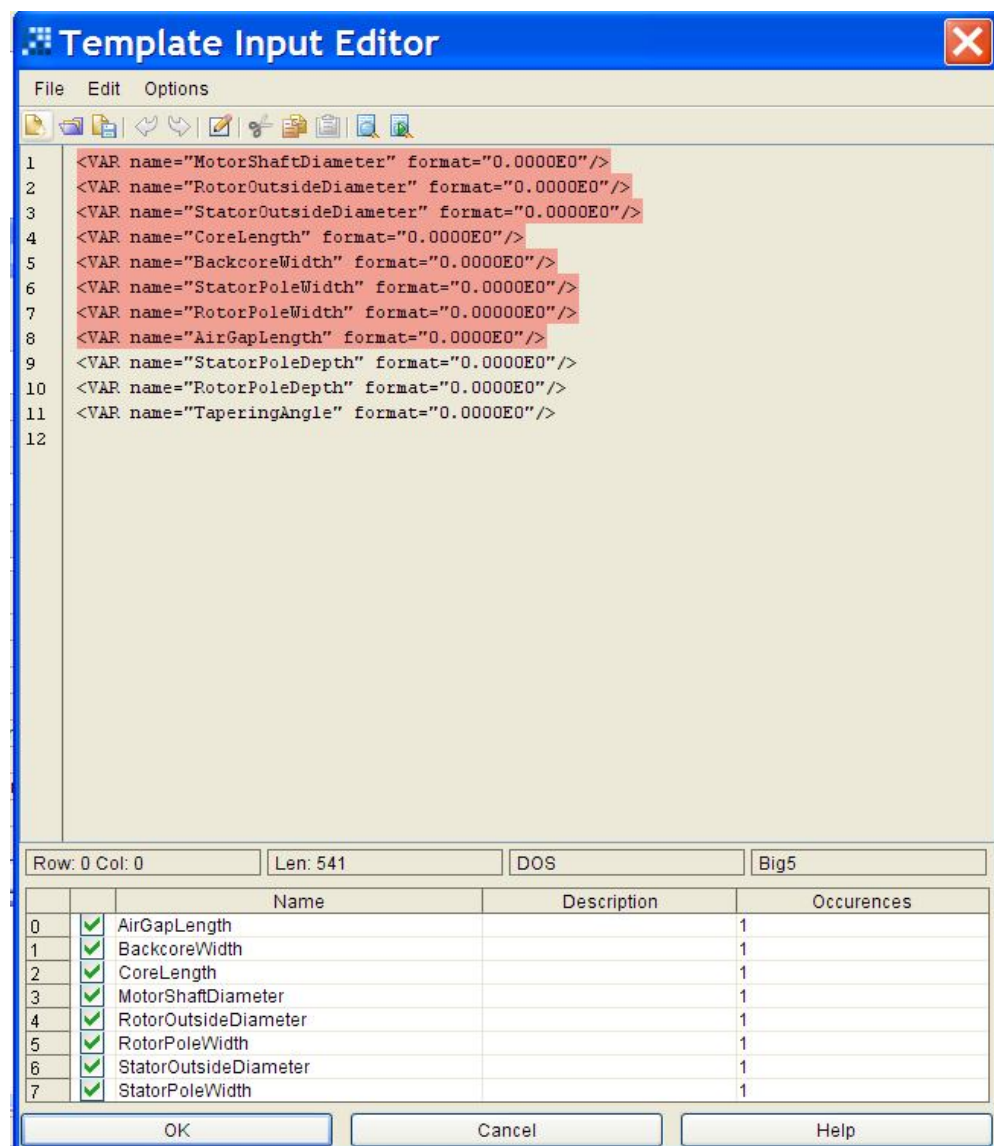 Template Input Editor
File Edit Options
1 <VAR name="MotorShaftDiameter" format="0.0000E0"/>
2 <VAR name="RotorOutsideDiameter" format="0.0000E0"/>
3 <VAR name="StatorOutsideDiameter" format="0.0000E0"/>
4 <VAR name="CoreLength" format="0.0000E0"/>
5 <VAR name="BackcoreWidth" format="0.0000E0"/>
6 <VAR name="StatorPoleWidth" format="0.0000E0"/>
7 <VAR name="RotorPoleWidth" format="0.00000E0"/>
8 <VAR name="AirGapLength" format="0.0000E0"/>
9 <VAR name="StatorPoleDepth" format="0.0000E0"/>
10 <VAR name="RotorPoleDepth" format="0.0000E0"/>
11 <VAR name="TaperingAngle" format="0.0000E0"/>
12
Row: 0 Col: 0 Len: 541 DOS Big5
Name Description Occurences
0 AirGapLength 1
1 BackcoreWidth 1
2 CoreLength 1
3 MotorShaftDiameter 1
4 RotorOutsideDiameter 1
5 RotorPoleWidth 1
6 StatorOutsideDiameter 1
7 StatorPoleWidth 1
OK Cancel Help